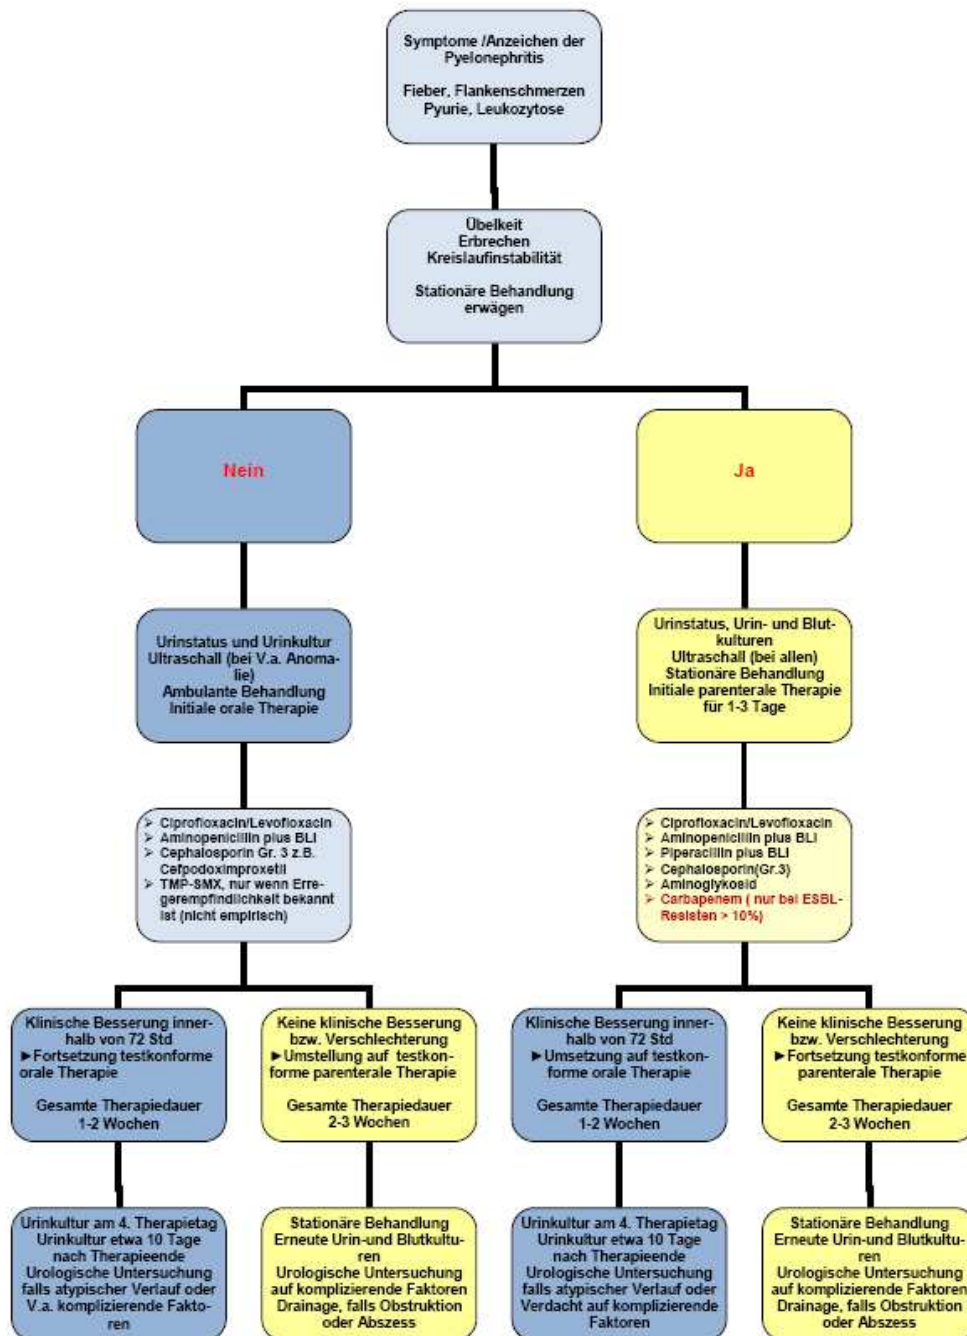 Symptome /Anzeichen der
Pyelonephritis
Fieber, Flankenschmerzen
Pyurie, Leukozytose
Übelkeit
Erbrechen
Kreislaufinstabilität
Stationäre Behandlung
erwägen
Nein
Ja
Urinstatus und Urinkultur
Ultraschall (bei V.a. Anoma-
lie)
Ambulante Behandlung
Initiale orale Therapie
Urinstatus, Urin- und Blut-
kulturen
Ultraschall (bei allen)
Stationäre Behandlung
Initiale parenterale Therapie
für 1-3 Tage
➢ Ciprofloxacin/Levofloxacin
➢ Aminopenicillin plus BLI
➢ Cephalosporin Gr. 3 z.B.
Cefpodoximproxetil
➢ TMP-SMX, nur wenn Erre-
gerempfindlichkeit bekannt
ist (nicht empirisch)
➢ Ciprofloxacin/Levofloxacin
➢ Aminopenicillin plus BLI
➢ Piperacillin plus BLI
➢ Cephalosporin(Gr.3)
➢ Aminoglykosid
➢ Carbapenem ( nur bei ESBL-
Resisten > 10%)
Klinische Besserung inner-
halb von 72 Std
►Fortsetzung testkonforme
orale Therapie
Gesamte Therapiedauer
1-2 Wochen
Keine klinische Besserung
bzw. Verschlechterung
►Umstellung auf testkon-
forme parenterale Therapie
Gesamte Therapiedauer
2-3 Wochen
Klinische Besserung inner-
halb von 72 Std
►Umsetzung auf testkon-
forme orale Therapie
Gesamte Therapiedauer
1-2 Wochen
Keine klinische Besserung
bzw. Verschlechterung
►Fortsetzung testkonforme
parenterale Therapie
Gesamte Therapiedauer
2-3 Wochen
Urinkultur am 4. Therapietag
Urinkultur etwa 10 Tage
nach Therapieende
Urologische Untersuchung
falls atypischer Verlauf oder
V.a. komplizierende Fakto-
ren
Stationäre Behandlung
Erneute Urin-und Blutkultu-
ren
Urologische Untersuchung
auf komplizierende Faktoren
Drainage, falls Obstruktion
oder Abszess
Urinkultur am 4. Therapietag
Urinkultur etwa 10 Tage
nach Therapieende
Urologische Untersuchung
falls atypischer Verlauf oder
Verdacht auf komplizierende
Faktoren
Stationäre Behandlung
Erneute Urin-und Blutkultu-
ren
Urologische Untersuchung
auf komplizierende Faktoren
Drainage, falls Obstruktion
oder Abszess